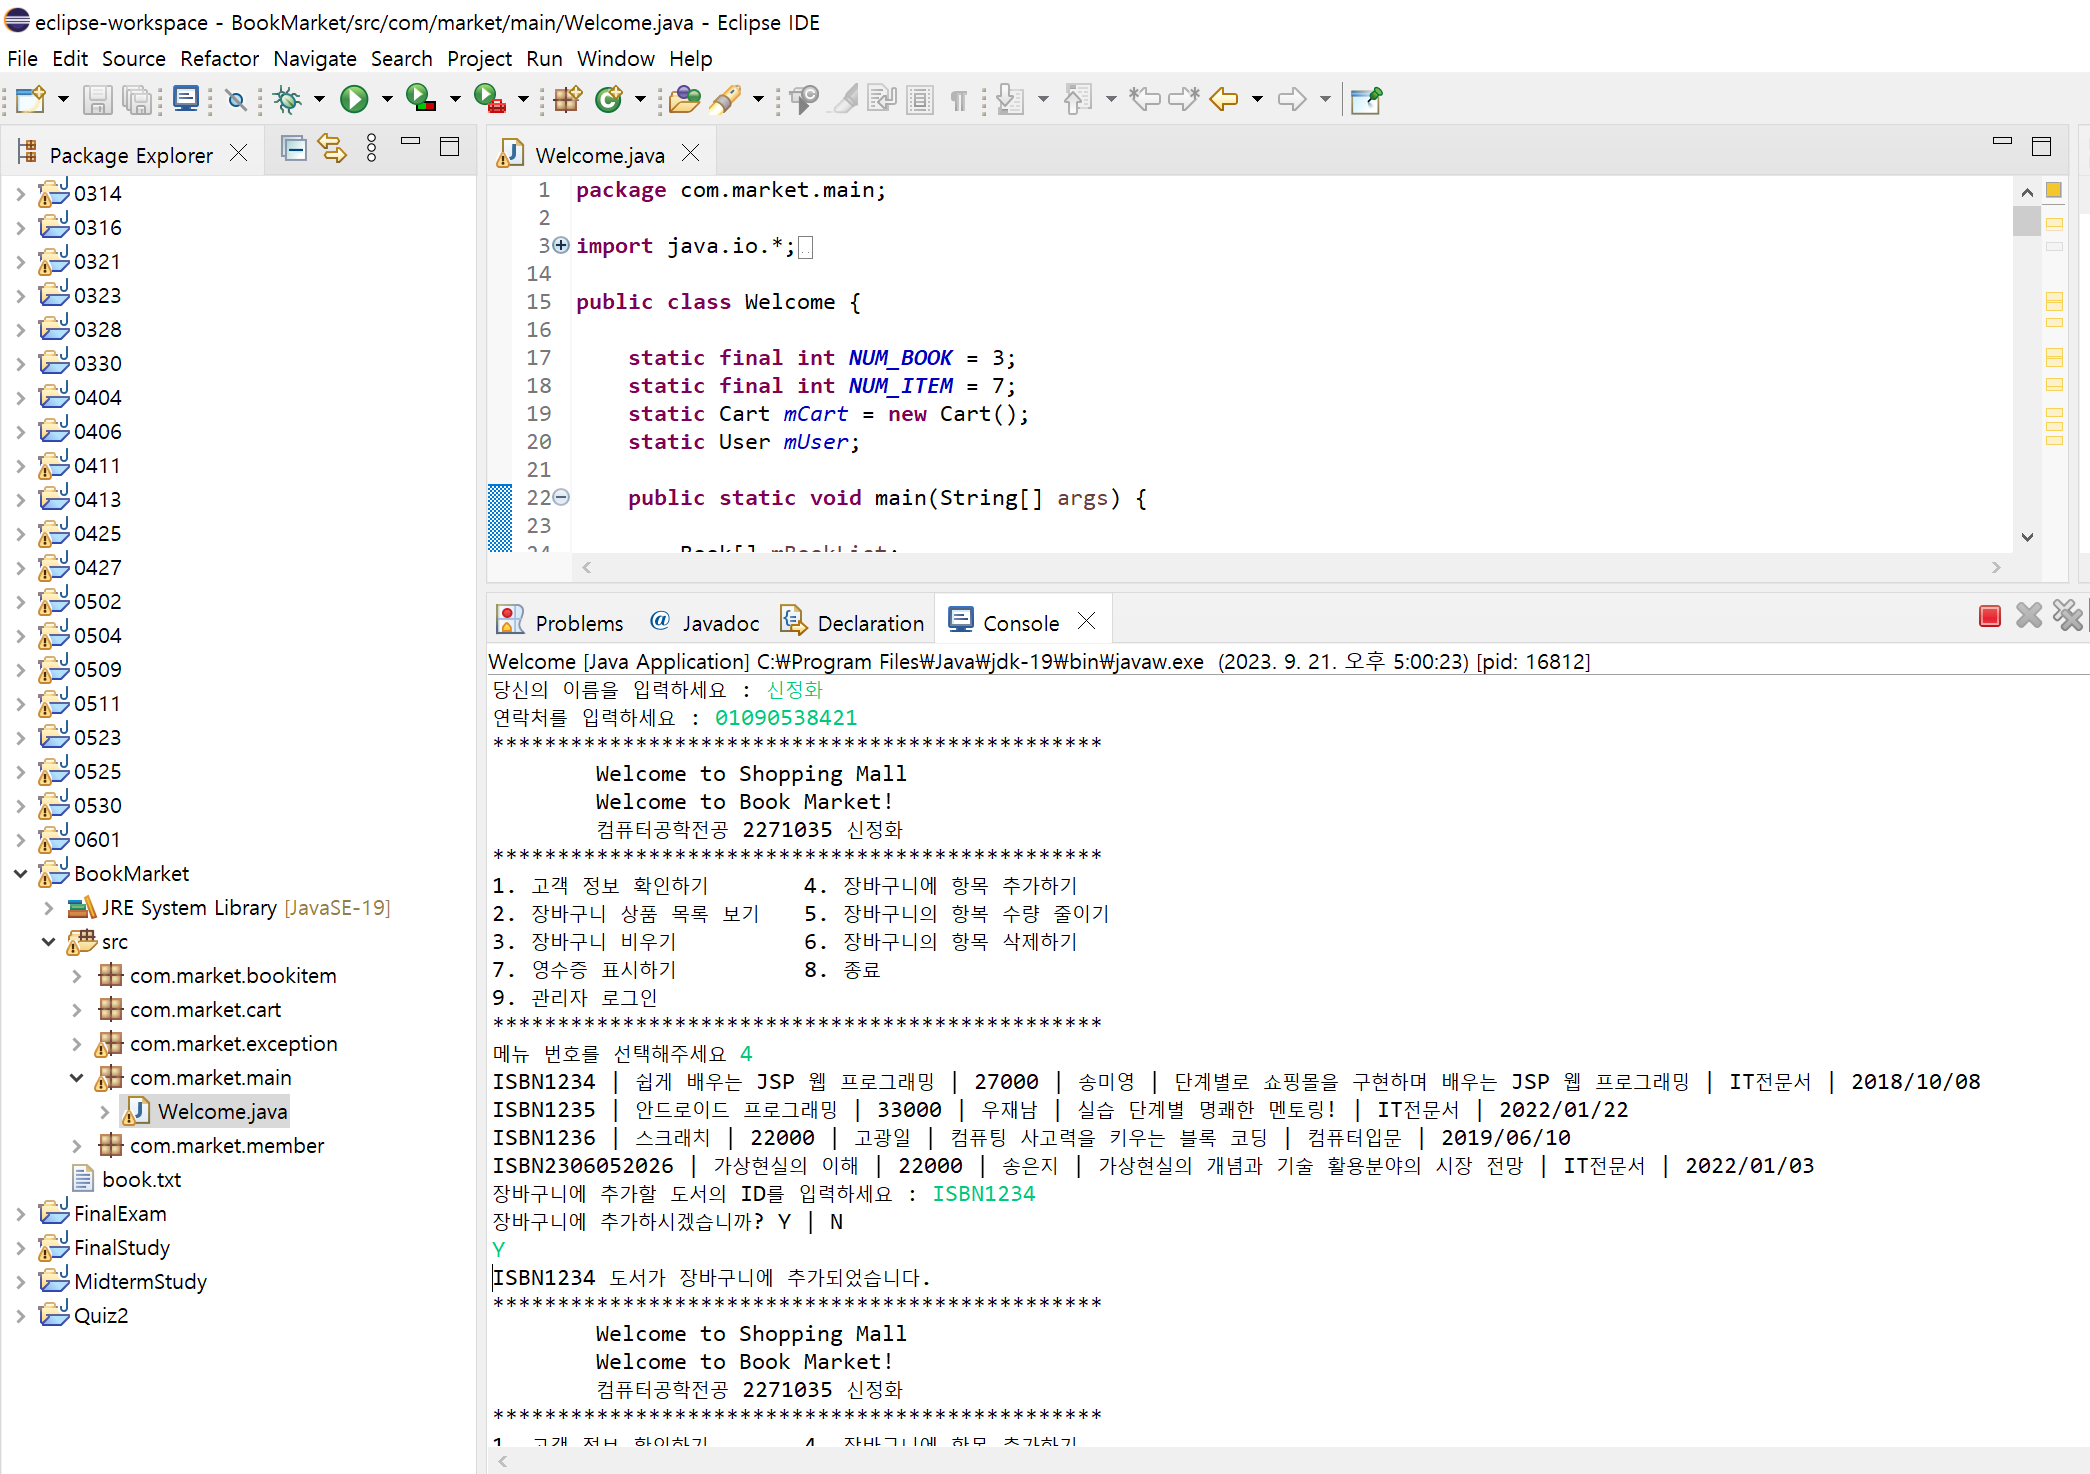 eclipse-workspace - BookMarket/src/com/market/main/Welcome.java - Eclipse IDE
File Edit Source Refactor Navigate Search Project Run Window Help
Package Explorer
0314
0316
0321
0323
0328
0330
0404
0406
0411
0413
0425
0427
0502
0504
0509
0511
0523
0525
0530
0601
BookMarket
JRE System Library [JavaSE-19]
src
com.market.bookitem
com.market.cart
com.market.exception
com.market.main
Welcome.java
com.market.member
book.txt
FinalExam
FinalStudy
MidtermStudy
Quiz2
Welcome.java
1 package com.market.main;
2
3 import java.io.*;
14
15 public class Welcome {
16
17 static final int NUM_BOOK = 3;
18 static final int NUM_ITEM = 7;
19 static Cart mCart = new Cart();
20 static User mUser;
21
22 public static void main(String[] args) {
23
24 Book[] mBookList;
Problems @ Javadoc Declaration Console
Welcome [Java Application] C:₩Program Files₩Java₩jdk-19₩bin₩javaw.exe (2023. 9. 21. 오후 5:00:23) [pid: 16812]
당신의 이름을 입력하세요 : 신정화
연락처를 입력하세요 : 01090538421
***********************************************
Welcome to Shopping Mall
Welcome to Book Market!
컴퓨터공학전공 2271035 신정화
***********************************************
1. 고객 정보 확인하기 4. 장바구니에 항목 추가하기
2. 장바구니 상품 목록 보기 5. 장바구니의 항복 수량 줄이기
3. 장바구니 비우기 6. 장바구니의 항목 삭제하기
7. 영수증 표시하기 8. 종료
9. 관리자 로그인
***********************************************
메뉴 번호를 선택해주세요 4
ISBN1234 | 쉽게 배우는 JSP 웹 프로그래밍 | 27000 | 송미영 | 단계별로 쇼핑몰을 구현하며 배우는 JSP 웹 프로그래밍 | IT전문서 | 2018/10/08
ISBN1235 | 안드로이드 프로그래밍 | 33000 | 우재남 | 실습 단계별 명쾌한 멘토링! | IT전문서 | 2022/01/22
ISBN1236 | 스크래치 | 22000 | 고광일 | 컴퓨팅 사고력을 키우는 블록 코딩 | 컴퓨터입문 | 2019/06/10
ISBN2306052026 | 가상현실의 이해 | 22000 | 송은지 | 가상현실의 개념과 기술 활용분야의 시장 전망 | IT전문서 | 2022/01/03
장바구니에 추가할 도서의 ID를 입력하세요 : ISBN1234
장바구니에 추가하시겠습니까? Y | N
Y
ISBN1234 도서가 장바구니에 추가되었습니다.
***********************************************
Welcome to Shopping Mall
Welcome to Book Market!
컴퓨터공학전공 2271035 신정화
***********************************************
1. 고객 정보 확인하기 4. 장바구니에 항목 추가하기